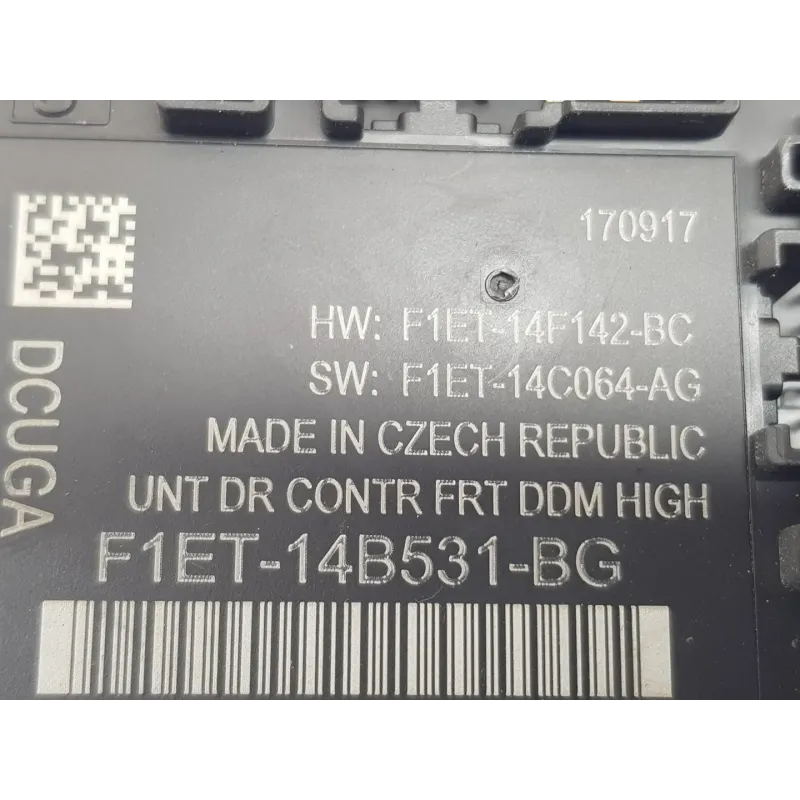 170917
HW: F1ET-14F142-BC
SW: F1ET-14C064-AG
MADE IN CZECH REPUBLIC
UNT DR CONTR FRT DDM HIGH
F1ET-14B531-BG
DCUGA